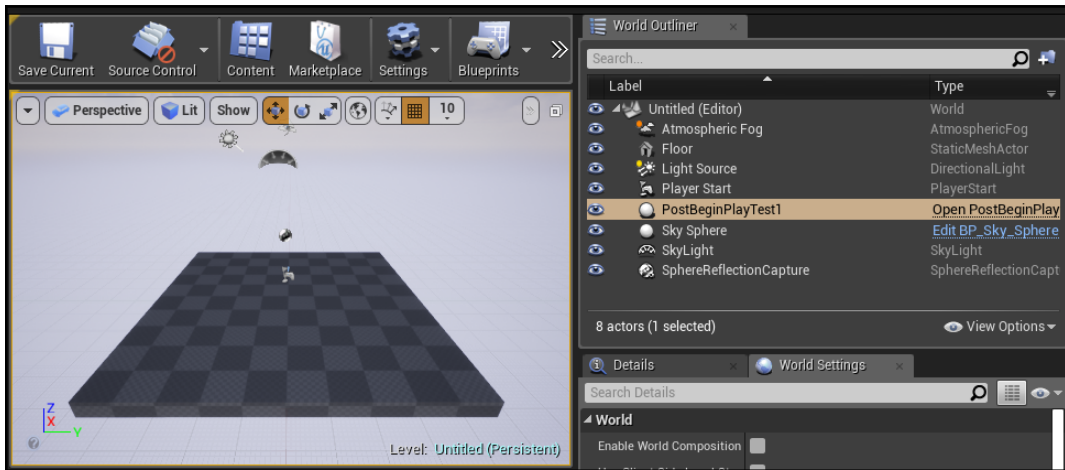 World Outliner
Save Current Source Control Content Marketplace Settings Blueprints
Search...
Label Type
Perspective Lit Show 10
Untitled (Editor) World
Atmospheric Fog AtmosphericFog
Floor StaticMeshActor
Light Source DirectionalLight
Player Start PlayerStart
PostBeginPlayTest1 Open PostBeginPlay
Sky Sphere Edit BP_Sky_Sphere
SkyLight SkyLight
SphereReflectionCapture SphereReflectionCapt
8 actors (1 selected) View Options
Details World Settings
Search Details
World
Z
X
Y
Level: Untitled (Persistent)
Enable World Composition